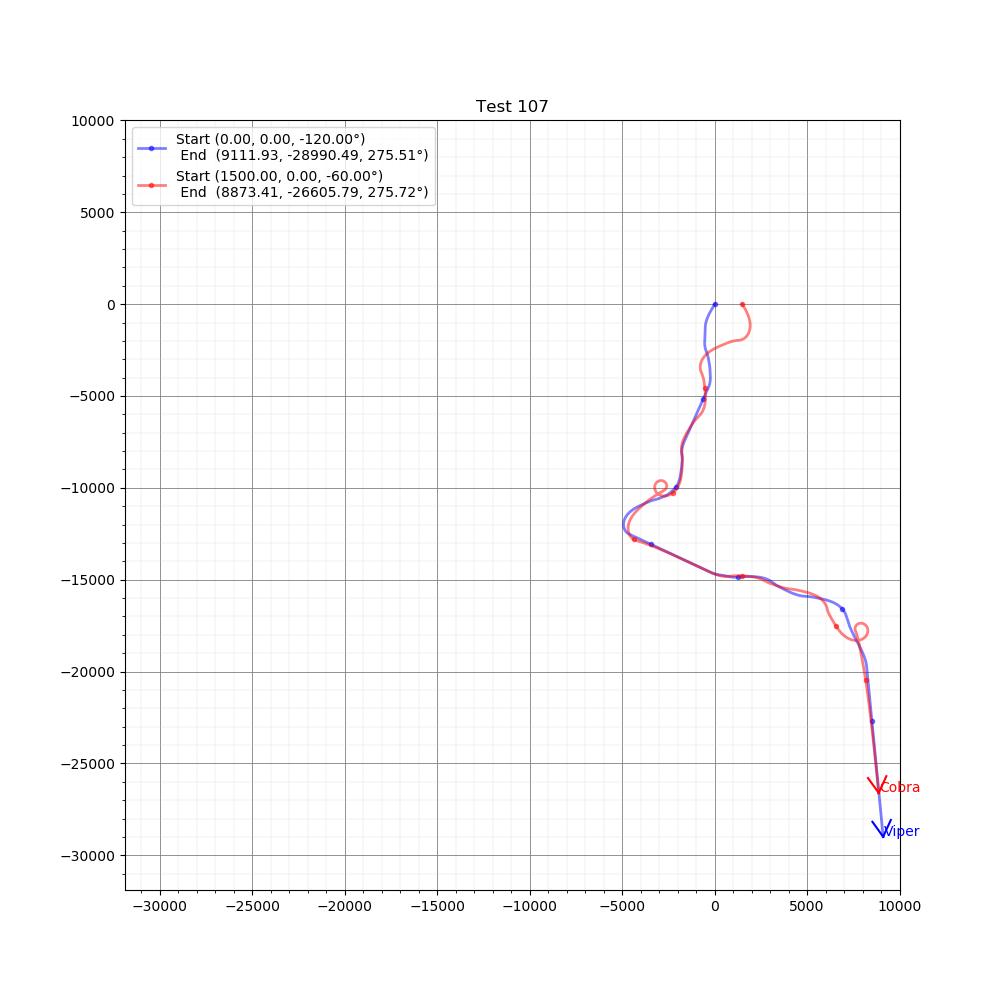 Test 107
Start (0.00, 0.00, -120.00°)
End (9111.93, -28990.49, 275.51°)
Start (1500.00, 0.00, -60.00°)
End (8873.41, -26605.79, 275.72°)
10000
5000
0
−5000
−10000
−15000
−20000
−25000
−30000
Cobra
Viper
−30000 −25000 −20000 −15000 −10000 −5000 0 5000 10000